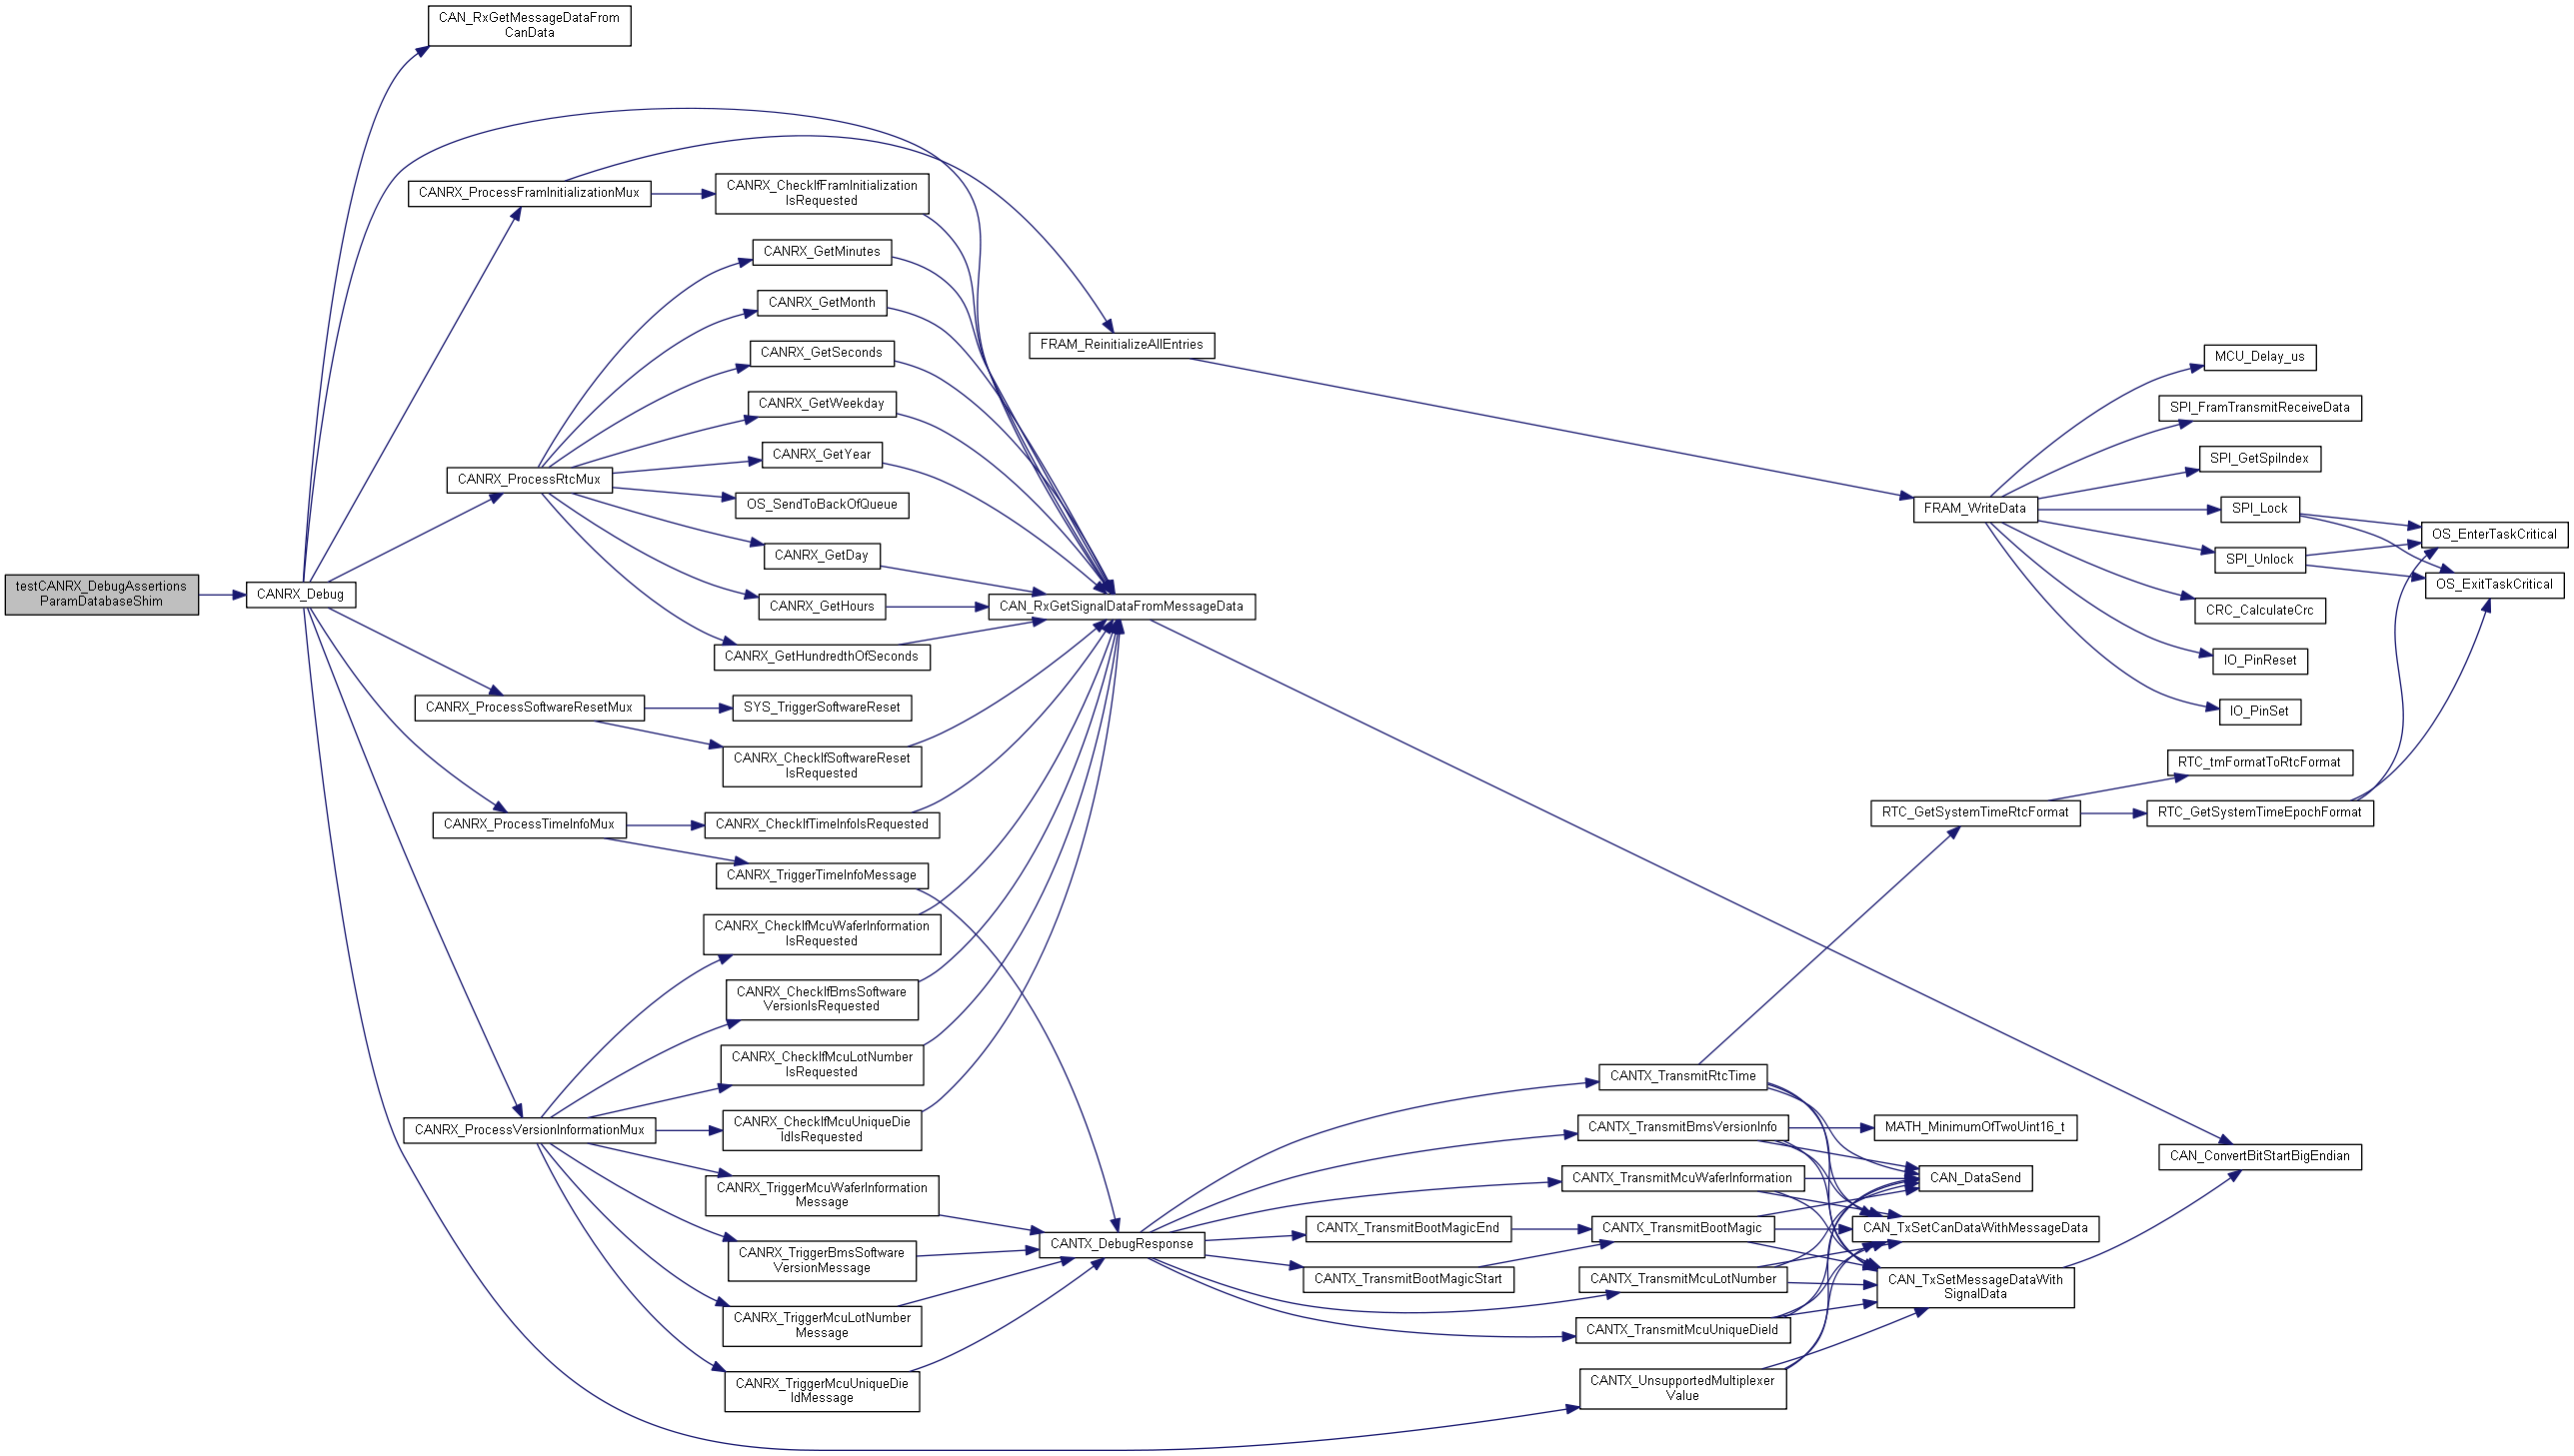 testCANRX_DebugAssertions
ParamDatabaseShim
CANRX_Debug
CAN_RxGetMessageDataFrom
CanData
CANRX_ProcessFramInitializationMux
CANRX_ProcessRtcMux
CANRX_ProcessSoftwareResetMux
CANRX_ProcessTimeInfoMux
CANRX_ProcessVersionInformationMux
CANRX_CheckIfFramInitialization
IsRequested
CANRX_GetMinutes
CANRX_GetMonth
CANRX_GetSeconds
CANRX_GetWeekday
CANRX_GetYear
OS_SendToBackOfQueue
CANRX_GetDay
CANRX_GetHours
CANRX_GetHundredthOfSeconds
SYS_TriggerSoftwareReset
CANRX_CheckIfSoftwareReset
IsRequested
CANRX_CheckIfTimeInfoIsRequested
CANRX_TriggerTimeInfoMessage
CANRX_CheckIfMcuWaferInformation
IsRequested
CANRX_CheckIfBmsSoftware
VersionIsRequested
CANRX_CheckIfMcuLotNumber
IsRequested
CANRX_CheckIfMcuUniqueDie
IdIsRequested
CANRX_TriggerMcuWaferInformation
Message
CANRX_TriggerBmsSoftware
VersionMessage
CANRX_TriggerMcuLotNumber
Message
CANRX_TriggerMcuUniqueDie
IdMessage
FRAM_ReinitializeAllEntries
CAN_RxGetSignalDataFromMessageData
CANTX_DebugResponse
CANTX_TransmitBootMagicEnd
CANTX_TransmitBootMagicStart
CANTX_TransmitRtcTime
CANTX_TransmitBmsVersionInfo
CANTX_TransmitMcuWaferInformation
CANTX_TransmitBootMagic
CANTX_TransmitMcuLotNumber
CANTX_TransmitMcuUniqueDieId
CANTX_UnsupportedMultiplexer
Value
FRAM_WriteData
RTC_GetSystemTimeRtcFormat
MATH_MinimumOfTwoUint16_t
CAN_DataSend
CAN_TxSetCanDataWithMessageData
CAN_TxSetMessageDataWith
SignalData
MCU_Delay_us
SPI_FramTransmitReceiveData
SPI_GetSpiIndex
SPI_Lock
SPI_Unlock
CRC_CalculateCrc
IO_PinReset
IO_PinSet
RTC_tmFormatToRtcFormat
RTC_GetSystemTimeEpochFormat
CAN_ConvertBitStartBigEndian
OS_EnterTaskCritical
OS_ExitTaskCritical